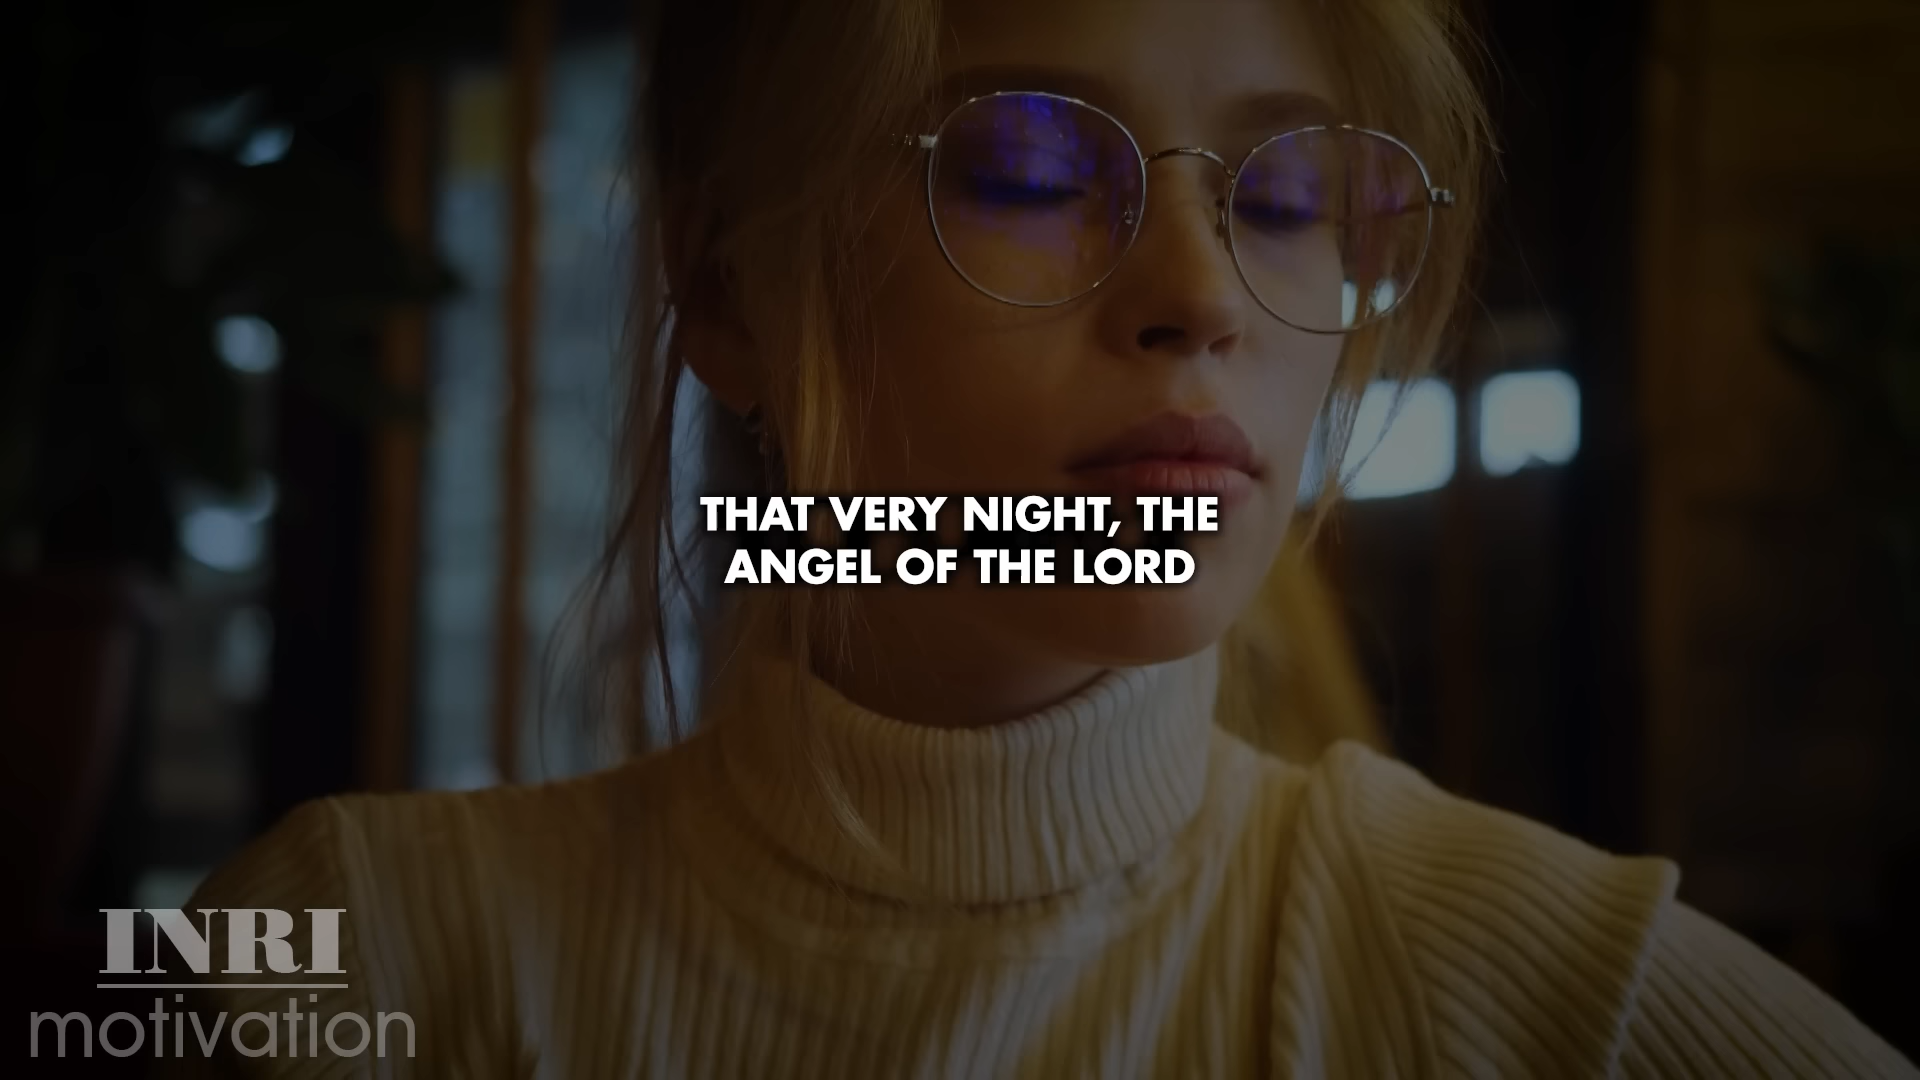 THAT VERY NIGHT, THE
ANGEL OF THE LORD
INRI
motivation